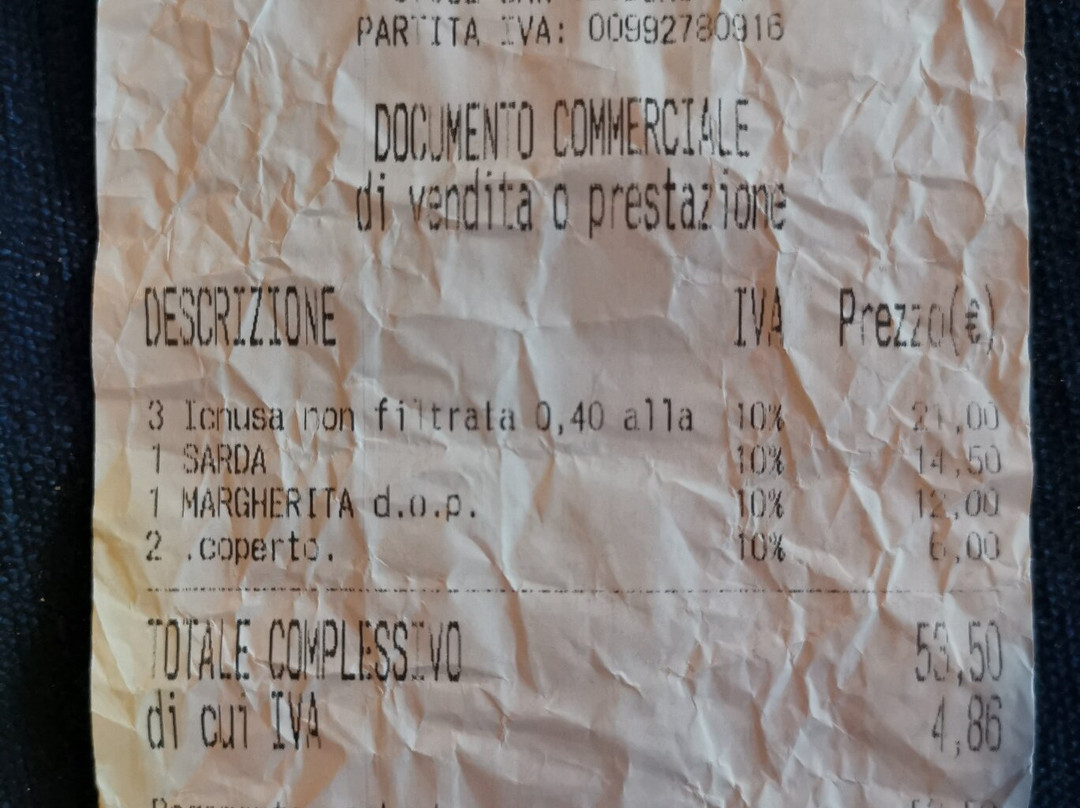 PARTITA IVA: 00992780916
DOCUMENTO COMMERCIALE
di vendita o prestazione
DESCRIZIONE IVA Prezzo(€)
3 Icnusa non filtrata 0,40 alla 10% 21,00
1 SARDA 10% 14,50
1 MARGHERITA d.o.p. 10% 12,00
2 .coperto. 10% 6,00
TOTALE COMPLESSIVO 53,50
di cui IVA 4,86